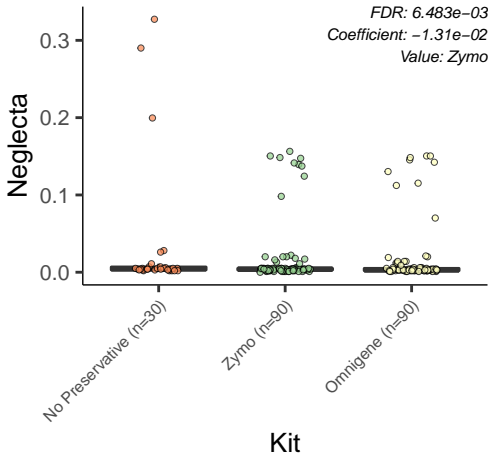 FDR: 6.483e−03
Coefficient: −1.31e−02
Value: Zymo
Neglecta
0.3
0.2
0.1
0.0
No Preservative (n=30)
Zymo (n=90)
Omnigene (n=90)
Kit